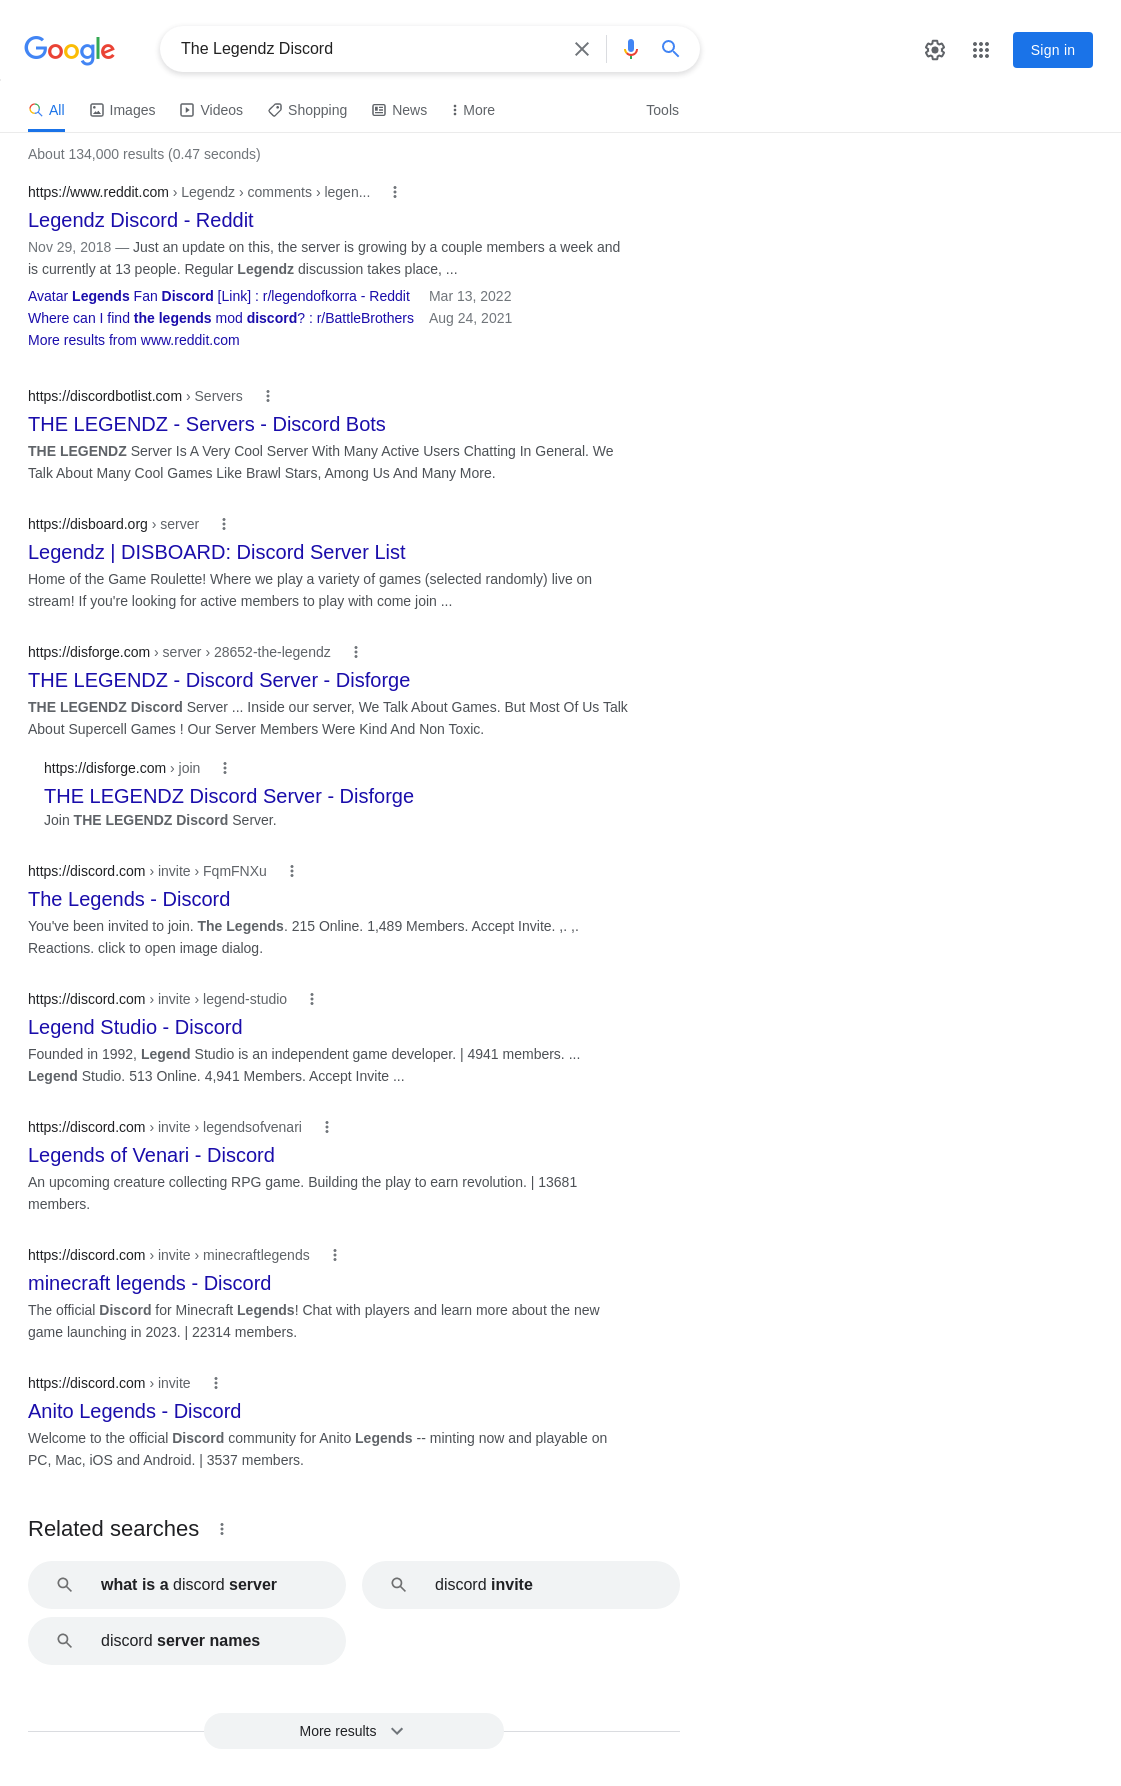 Google
The Legendz Discord
Sign in
All Images Videos Shopping News More Tools
About 134,000 results (0.47 seconds)
https://www.reddit.com › Legendz › comments › legen...
Legendz Discord - Reddit
Nov 29, 2018 — Just an update on this, the server is growing by a couple members a week and
is currently at 13 people. Regular Legendz discussion takes place, ...
Avatar Legends Fan Discord [Link] : r/legendofkorra - Reddit Mar 13, 2022
Where can I find the legends mod discord? : r/BattleBrothers Aug 24, 2021
More results from www.reddit.com
https://discordbotlist.com › Servers
THE LEGENDZ - Servers - Discord Bots
THE LEGENDZ Server Is A Very Cool Server With Many Active Users Chatting In General. We
Talk About Many Cool Games Like Brawl Stars, Among Us And Many More.
https://disboard.org › server
Legendz | DISBOARD: Discord Server List
Home of the Game Roulette! Where we play a variety of games (selected randomly) live on
stream! If you're looking for active members to play with come join ...
https://disforge.com › server › 28652-the-legendz
THE LEGENDZ - Discord Server - Disforge
THE LEGENDZ Discord Server ... Inside our server, We Talk About Games. But Most Of Us Talk
About Supercell Games ! Our Server Members Were Kind And Non Toxic.
https://disforge.com › join
THE LEGENDZ Discord Server - Disforge
Join THE LEGENDZ Discord Server.
https://discord.com › invite › FqmFNXu
The Legends - Discord
You've been invited to join. The Legends. 215 Online. 1,489 Members. Accept Invite. ,. ,.
Reactions. click to open image dialog.
https://discord.com › invite › legend-studio
Legend Studio - Discord
Founded in 1992, Legend Studio is an independent game developer. | 4941 members. ...
Legend Studio. 513 Online. 4,941 Members. Accept Invite ...
https://discord.com › invite › legendsofvenari
Legends of Venari - Discord
An upcoming creature collecting RPG game. Building the play to earn revolution. | 13681
members.
https://discord.com › invite › minecraftlegends
minecraft legends - Discord
The official Discord for Minecraft Legends! Chat with players and learn more about the new
game launching in 2023. | 22314 members.
https://discord.com › invite
Anito Legends - Discord
Welcome to the official Discord community for Anito Legends -- minting now and playable on
PC, Mac, iOS and Android. | 3537 members.
Related searches
what is a discord server
discord invite
discord server names
More results